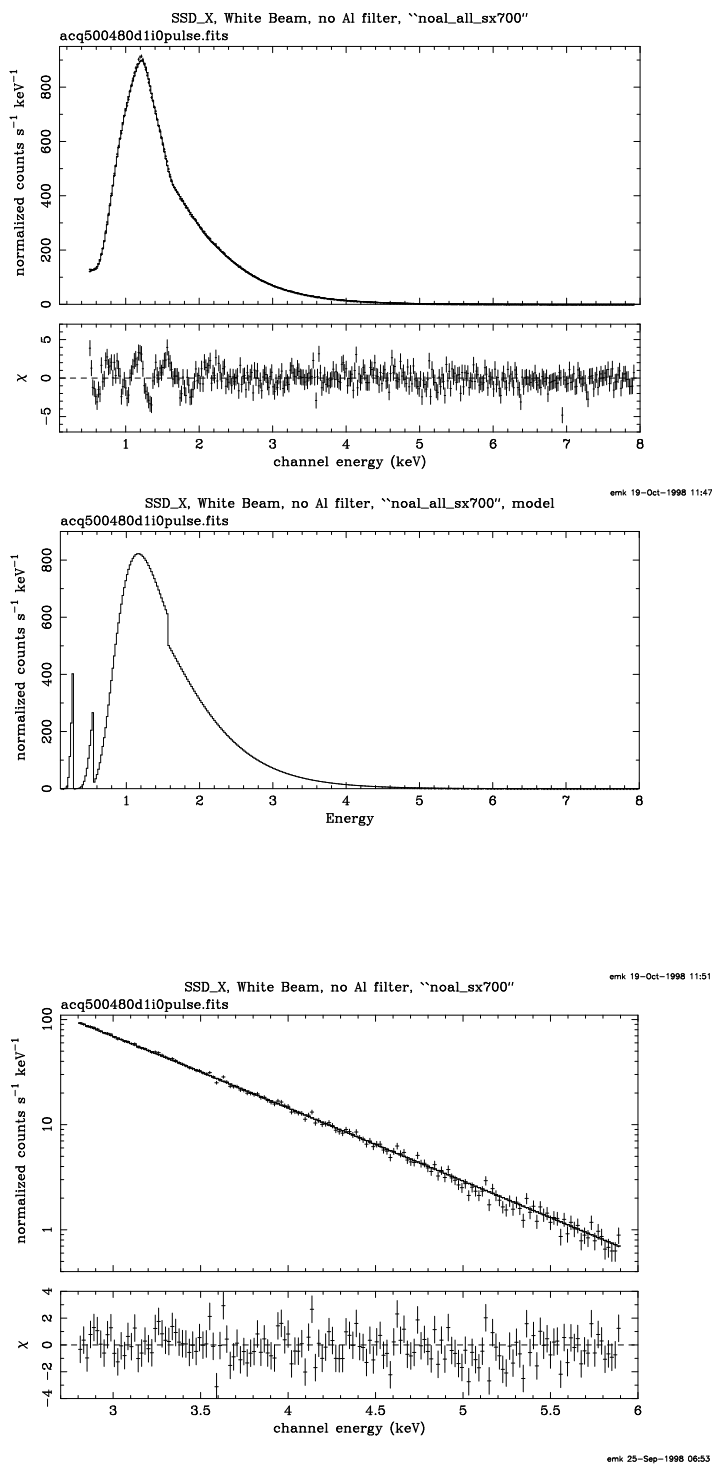 SSD_X, White Beam, no Al filter, ``noal_all_sx700''
acq500480d1i0pulse.fits
normalized counts s−1 keV−1
800
600
400
200
0
χ
5
0
−5
1 2 3 4 5 6 7 8
channel energy (keV)
emk 19−Oct−1998 11:47
SSD_X, White Beam, no Al filter, ``noal_all_sx700'', model
acq500480d1i0pulse.fits
normalized counts s−1 keV−1
800
600
400
200
0
1 2 3 4 5 6 7 8
Energy
emk 19−Oct−1998 11:51
SSD_X, White Beam, no Al filter, ``noal_sx700''
acq500480d1i0pulse.fits
normalized counts s−1 keV−1
100
10
1
χ
4
2
0
−2
−4
3 3.5 4 4.5 5 5.5 6
channel energy (keV)
emk 25−Sep−1998 06:53